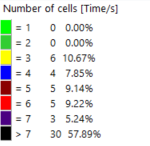 Number of cells [Time/s]
= 1 0 0.00%
= 2 0 0.00%
= 3 6 10.67%
= 4 4 7.85%
= 5 5 9.14%
= 6 5 9.22%
= 7 3 5.24%
> 7 30 57.89%